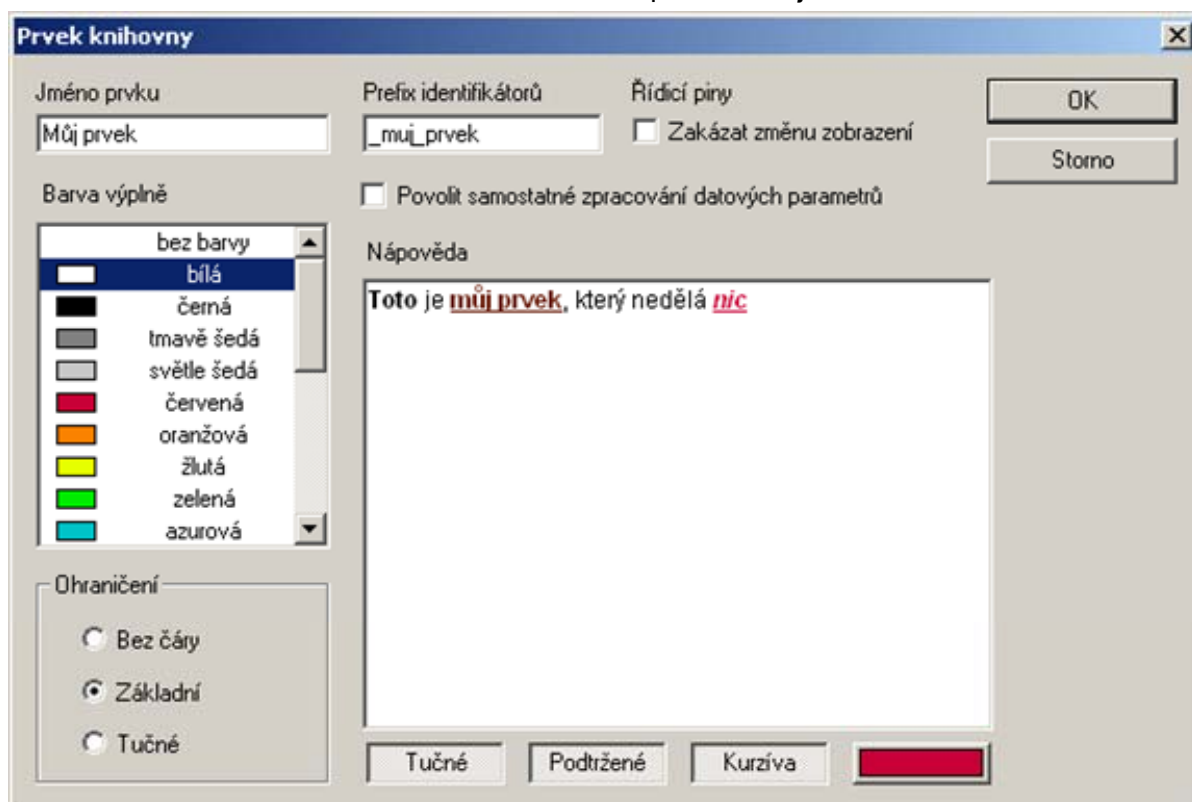 Prvek knihovny
Jméno prvku
Můj prvek
Prefix identifikátorů
_muj_prvek
Řídicí piny
Zakázat změnu zobrazení
OK
Storno
Barva výplně
bez barvy
bílá
černá
tmavě šedá
světle šedá
červená
oranžová
žlutá
zelená
azurová
Povolit samostatné zpracování datových parametrů
Nápověda
Toto je můj prvek, který nedělá nic
Ohraničení
Bez čáry
Základní
Tučné
Tučné
Podtržené
Kurzíva